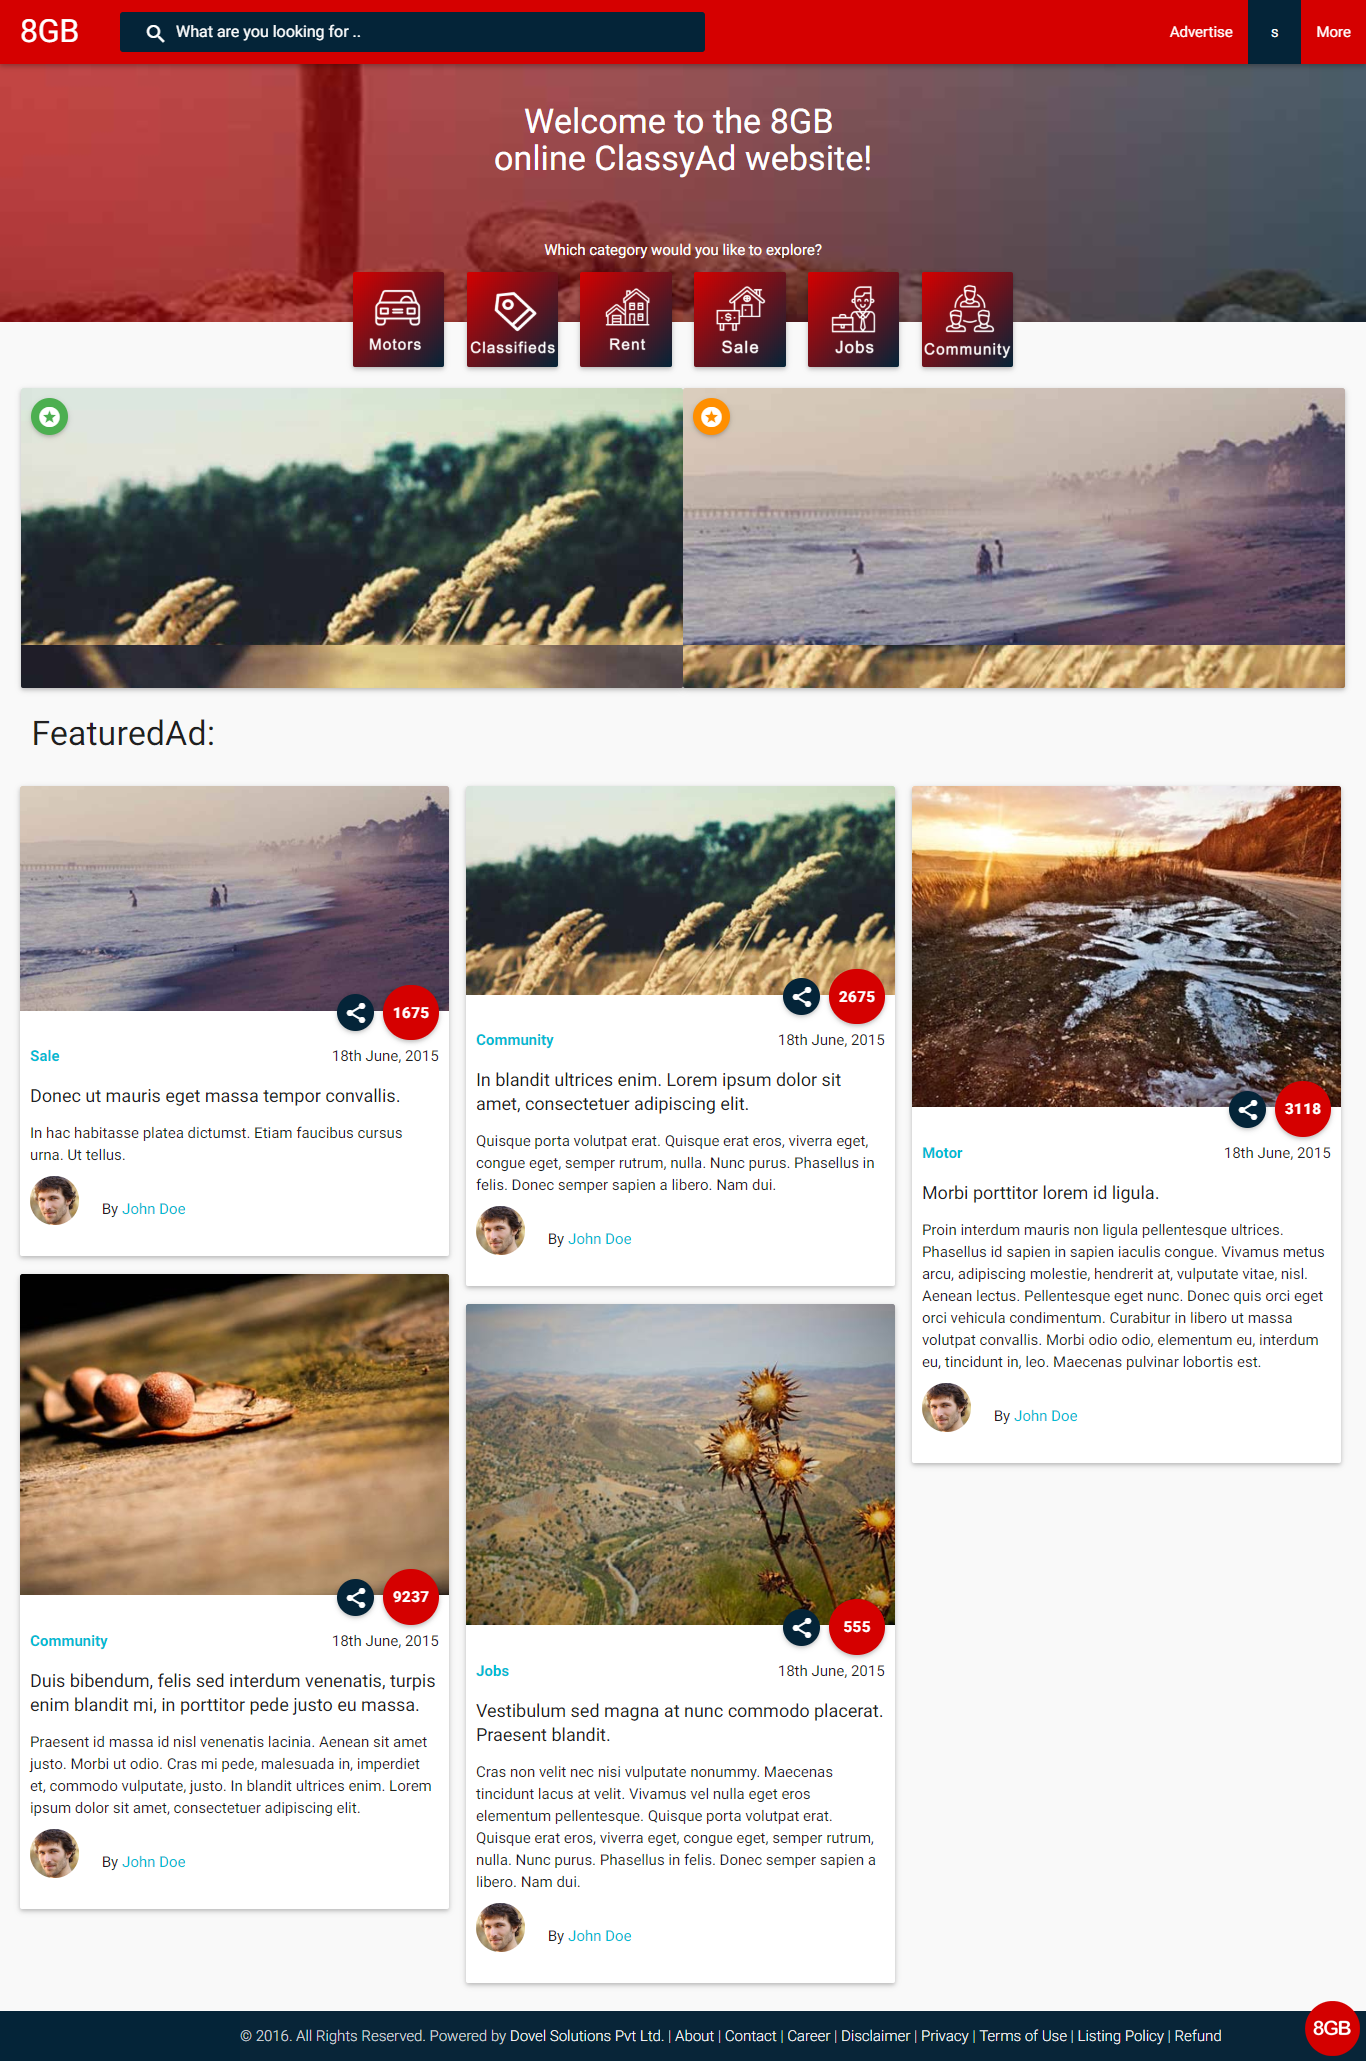 8GB
What are you looking for ..
Advertise
s
More
Welcome to the 8GB
online ClassyAd website!
Which category would you like to explore?
Motors
Classifieds
Rent
Sale
Jobs
Community
FeaturedAd:
1675
Sale
18th June, 2015
Donec ut mauris eget massa tempor convallis.
In hac habitasse platea dictumst. Etiam faucibus cursus
urna. Ut tellus.
By John Doe
2675
Community
18th June, 2015
In blandit ultrices enim. Lorem ipsum dolor sit
amet, consectetuer adipiscing elit.
Quisque porta volutpat erat. Quisque erat eros, viverra eget,
congue eget, semper rutrum, nulla. Nunc purus. Phasellus in
felis. Donec semper sapien a libero. Nam dui.
By John Doe
3118
Motor
18th June, 2015
Morbi porttitor lorem id ligula.
Proin interdum mauris non ligula pellentesque ultrices.
Phasellus id sapien in sapien iaculis congue. Vivamus metus
arcu, adipiscing molestie, hendrerit at, vulputate vitae, nisl.
Aenean lectus. Pellentesque eget nunc. Donec quis orci eget
orci vehicula condimentum. Curabitur in libero ut massa
volutpat convallis. Morbi odio odio, elementum eu, interdum
eu, tincidunt in, leo. Maecenas pulvinar lobortis est.
By John Doe
9237
Community
18th June, 2015
Duis bibendum, felis sed interdum venenatis, turpis
enim blandit mi, in porttitor pede justo eu massa.
Praesent id massa id nisl venenatis lacinia. Aenean sit amet
justo. Morbi ut odio. Cras mi pede, malesuada in, imperdiet
et, commodo vulputate, justo. In blandit ultrices enim. Lorem
ipsum dolor sit amet, consectetuer adipiscing elit.
By John Doe
555
Jobs
18th June, 2015
Vestibulum sed magna at nunc commodo placerat.
Praesent blandit.
Cras non velit nec nisi vulputate nonummy. Maecenas
tincidunt lacus at velit. Vivamus vel nulla eget eros
elementum pellentesque. Quisque porta volutpat erat.
Quisque erat eros, viverra eget, congue eget, semper rutrum,
nulla. Nunc purus. Phasellus in felis. Donec semper sapien a
libero. Nam dui.
By John Doe
© 2016. All Rights Reserved. Powered by Dovel Solutions Pvt Ltd. | About | Contact | Career | Disclaimer | Privacy | Terms of Use | Listing Policy | Refund
8GB